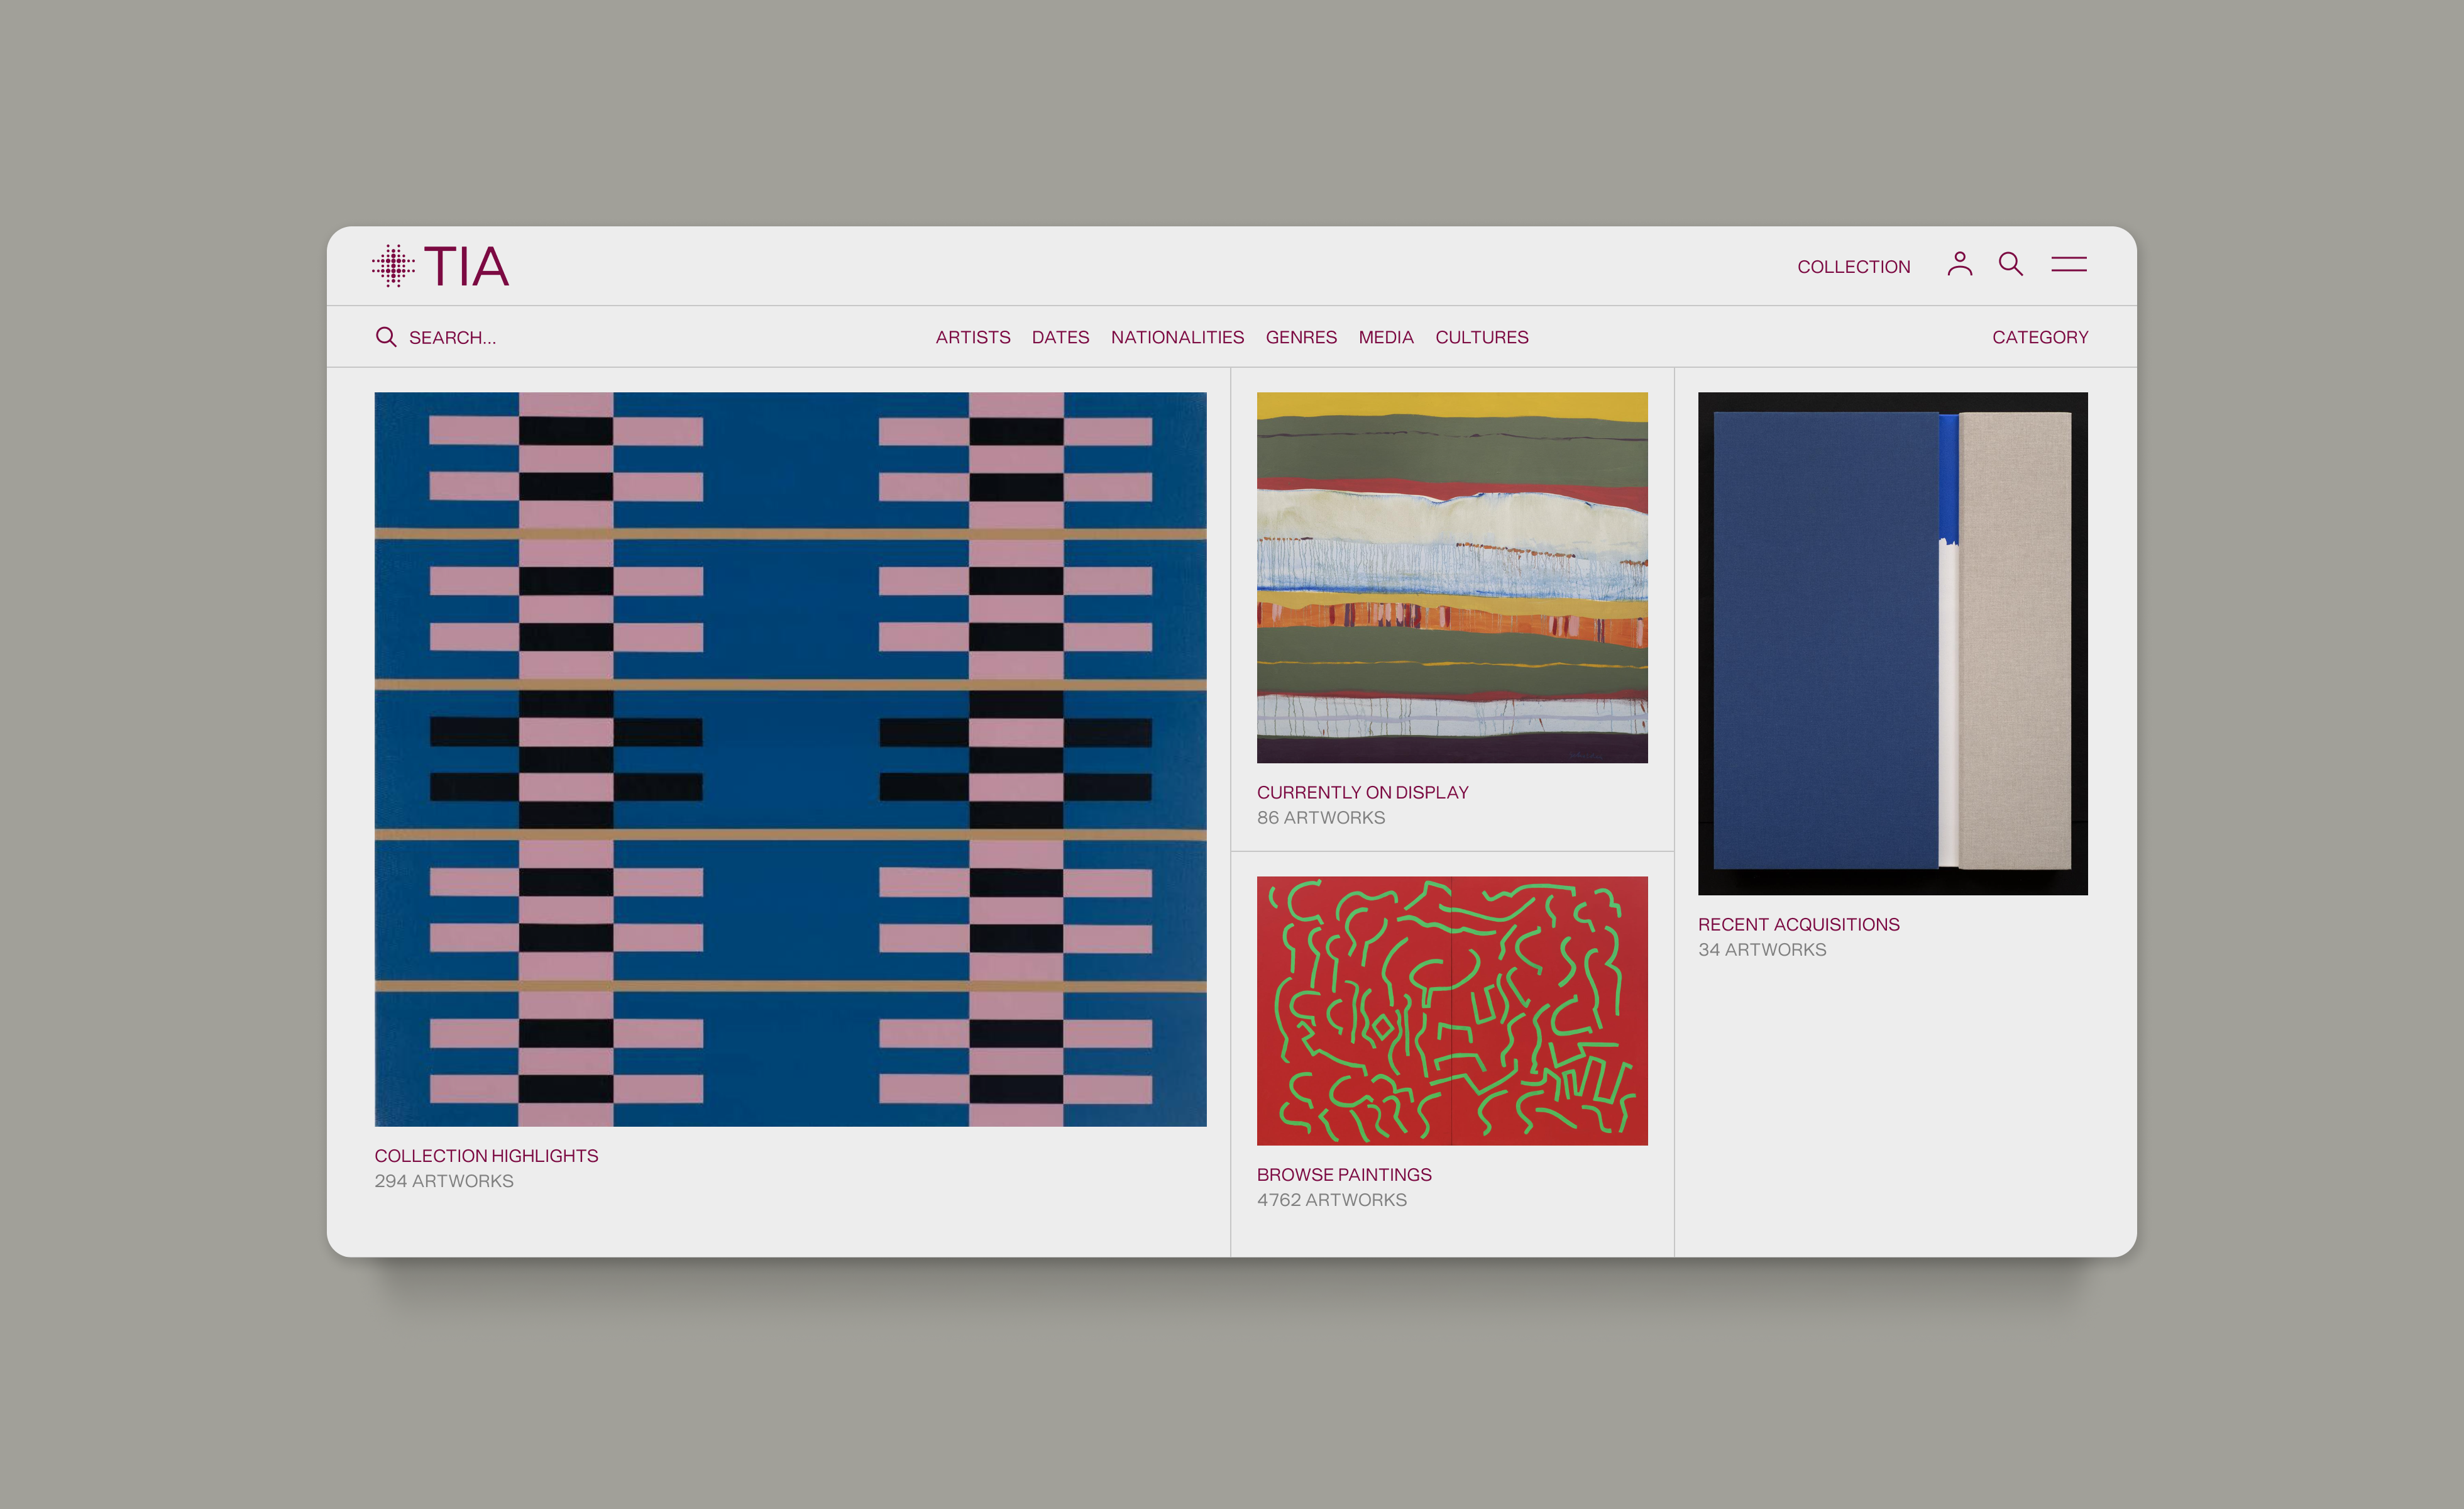 TIA
COLLECTION
SEARCH...
ARTISTS DATES NATIONALITIES GENRES MEDIA CULTURES
CATEGORY
COLLECTION HIGHLIGHTS
294 ARTWORKS
CURRENTLY ON DISPLAY
86 ARTWORKS
BROWSE PAINTINGS
4762 ARTWORKS
RECENT ACQUISITIONS
34 ARTWORKS